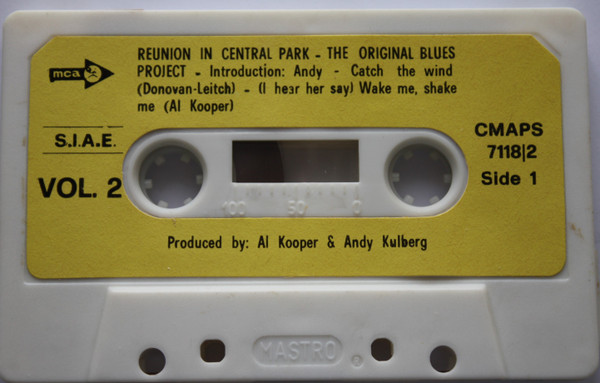 REUNION IN CENTRAL PARK - THE ORIGINAL BLUES
PROJECT - Introduction: Andy - Catch the wind
(Donovan-Leitch) - (I hear her say) Wake me, shake
me (Al Kooper)
mca
S.I.A.E.
VOL. 2
CMAPS
7118|2
Side 1
100 50 0
Produced by: Al Kooper & Andy Kulberg
MASTRO ®